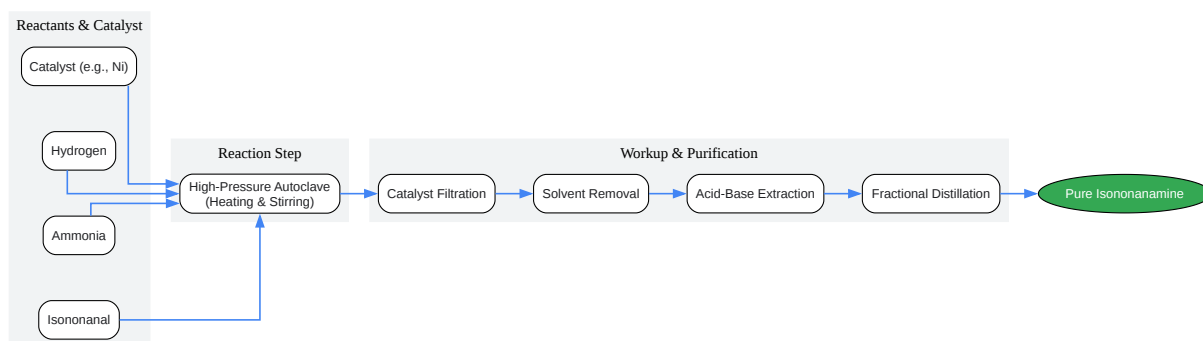 Reactants & Catalyst
Catalyst (e.g., Ni)
Hydrogen
Ammonia
Isononanal
Reaction Step
High-Pressure Autoclave
(Heating & Stirring)
Workup & Purification
Catalyst Filtration
Solvent Removal
Acid-Base Extraction
Fractional Distillation
Pure Isononanamine